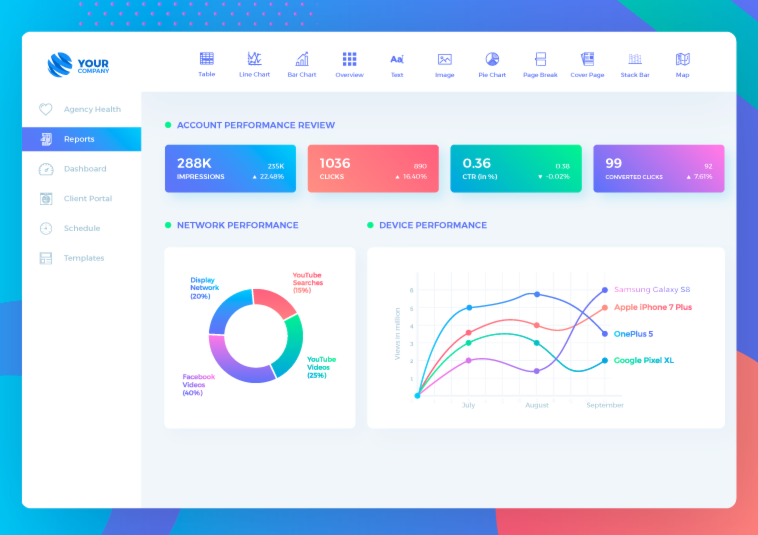 YOUR
COMPANY
Table
Line Chart
Bar Chart
Overview
Aa
Text
Image
Pie Chart
Page Break
Cover Page
Stack Bar
Map
Agency Health
Reports
Dashboard
Client Portal
Schedule
Templates
ACCOUNT PERFORMANCE REVIEW
288K
235K
IMPRESSIONS
▲ 22.48%
1036
890
CLICKS
▲ 16.40%
0.36
0.38
CTR (in %)
▼ -0.02%
99
92
CONVERTED CLICKS
▲ 7.61%
NETWORK PERFORMANCE
Display
Network
(20%)
YouTube
Searches
(15%)
YouTube
Videos
(25%)
Facebook
Videos
(40%)
DEVICE PERFORMANCE
Views in million
6
5
4
3
2
1
July
August
September
Samsung Galaxy S8
Apple iPhone 7 Plus
OnePlus 5
Google Pixel XL